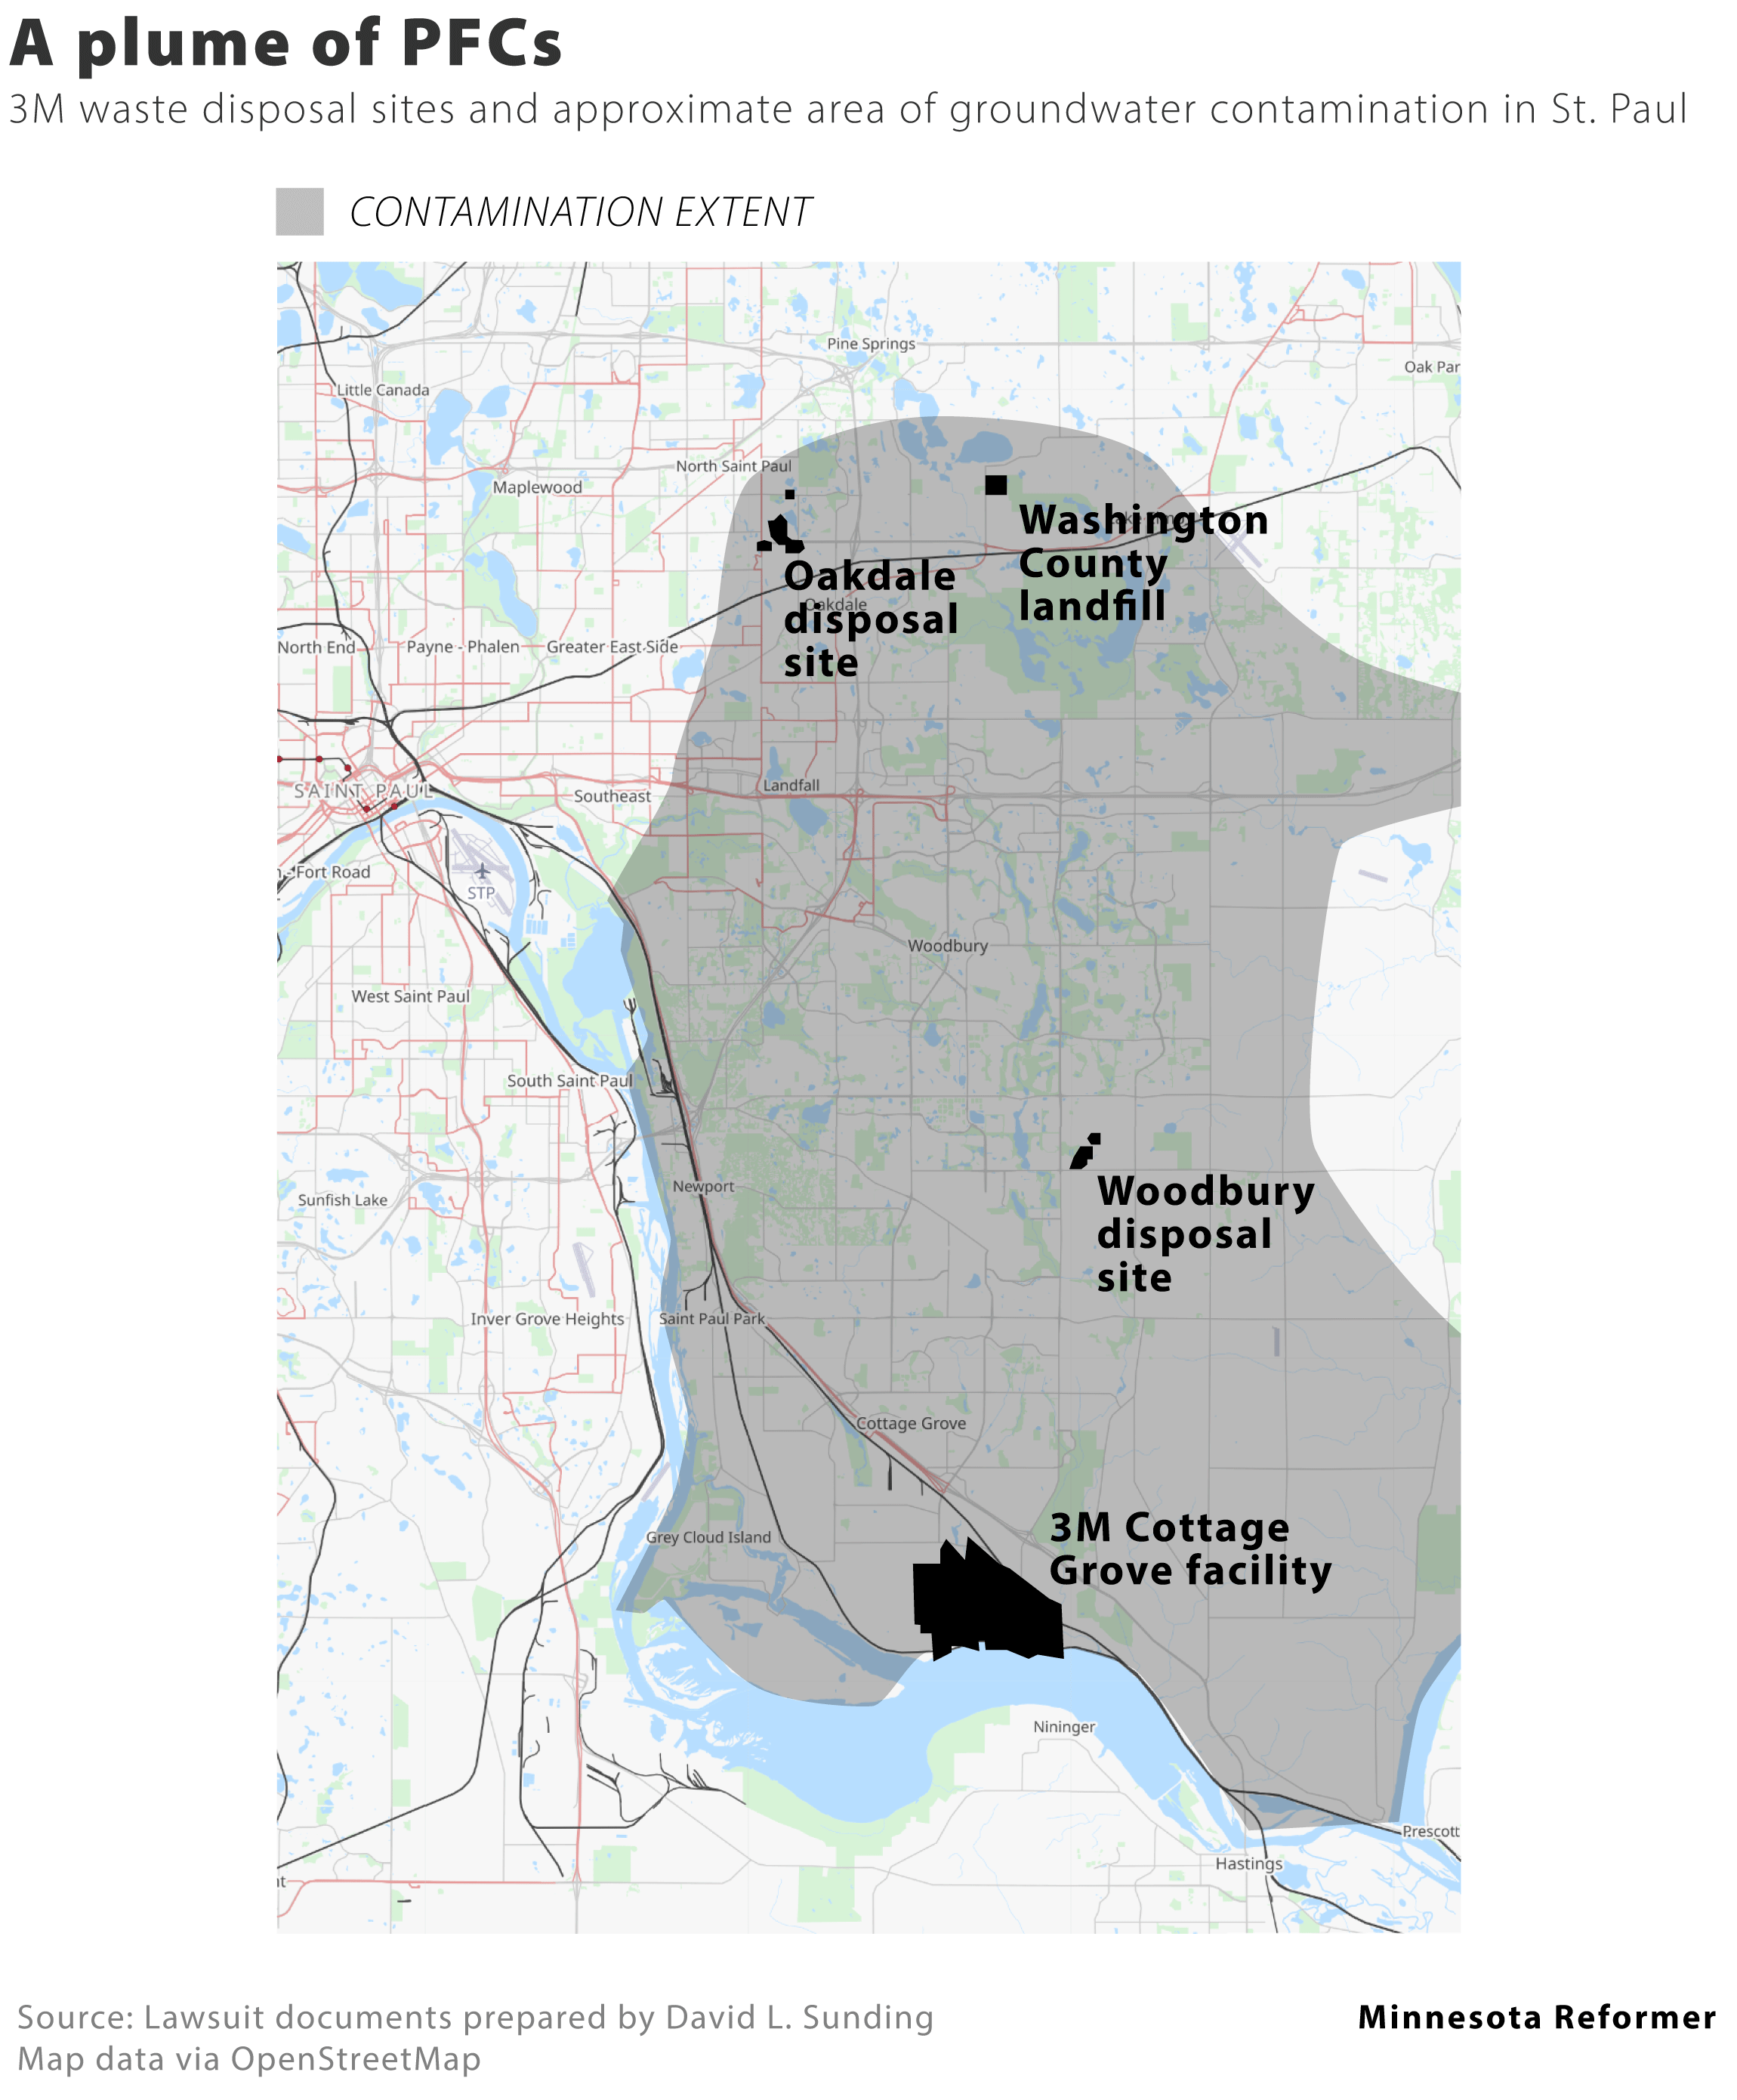 A plume of PFCs
3M waste disposal sites and approximate area of groundwater contamination in St. Paul
CONTAMINATION EXTENT
Pine Springs
Oak Par
Little Canada
North Saint Paul
Maplewood
Washington
County
landfill
Oakdale
disposal
site
Oakdale
North End
Payne - Phalen
Greater East Side
SAINT PAUL
Southeast
Landfall
Fort Road
STP
Woodbury
West Saint Paul
South Saint Paul
Newport
Woodbury
disposal
site
Sunfish Lake
Inver Grove Heights
Saint Paul Park
Cottage Grove
3M Cottage
Grove facility
Grey Cloud Island
Nininger
Prescott
Hastings
nt
Source: Lawsuit documents prepared by David L. Sunding
Map data via OpenStreetMap
Minnesota Reformer